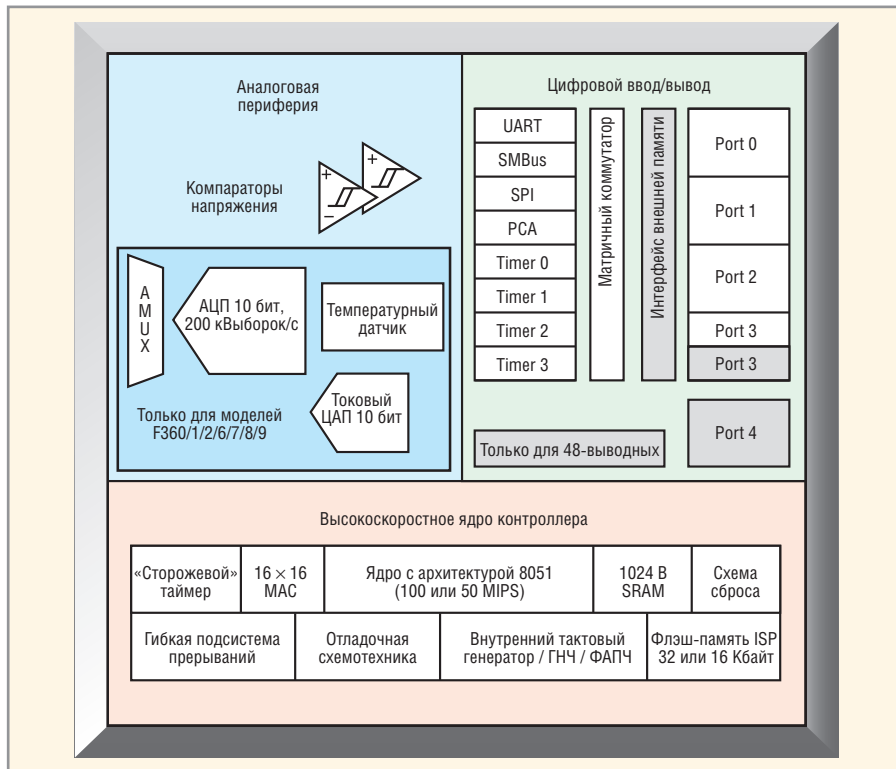 Аналоговая
периферия
Компараторы
напряжения
+
−
+
A
M
U
X
АЦП 10 бит,
200 кВыборок/с
Температурный
датчик
Токовый
ЦАП 10 бит
Только для моделей
F360/1/2/6/7/8/9
Цифровой ввод/вывод
UART
SMBus
SPI
PCA
Timer 0
Timer 1
Timer 2
Timer 3
Матричный коммутатор
Интерфейс внешней памяти
Port 0
Port 1
Port 2
Port 3
Port 3
Port 4
Только для 48-выводных
Высокоскоростное ядро контроллера
«Сторожевой»
таймер
16 × 16
MAC
Ядро с архитектурой 8051
(100 или 50 MIPS)
1024 B
SRAM
Схема
сброса
Гибкая подсистема
прерываний
Отладочная
схемотехника
Внутренний тактовый
генератор / ГНЧ / ФАПЧ
Флэш-память ISP
32 или 16 Кбайт